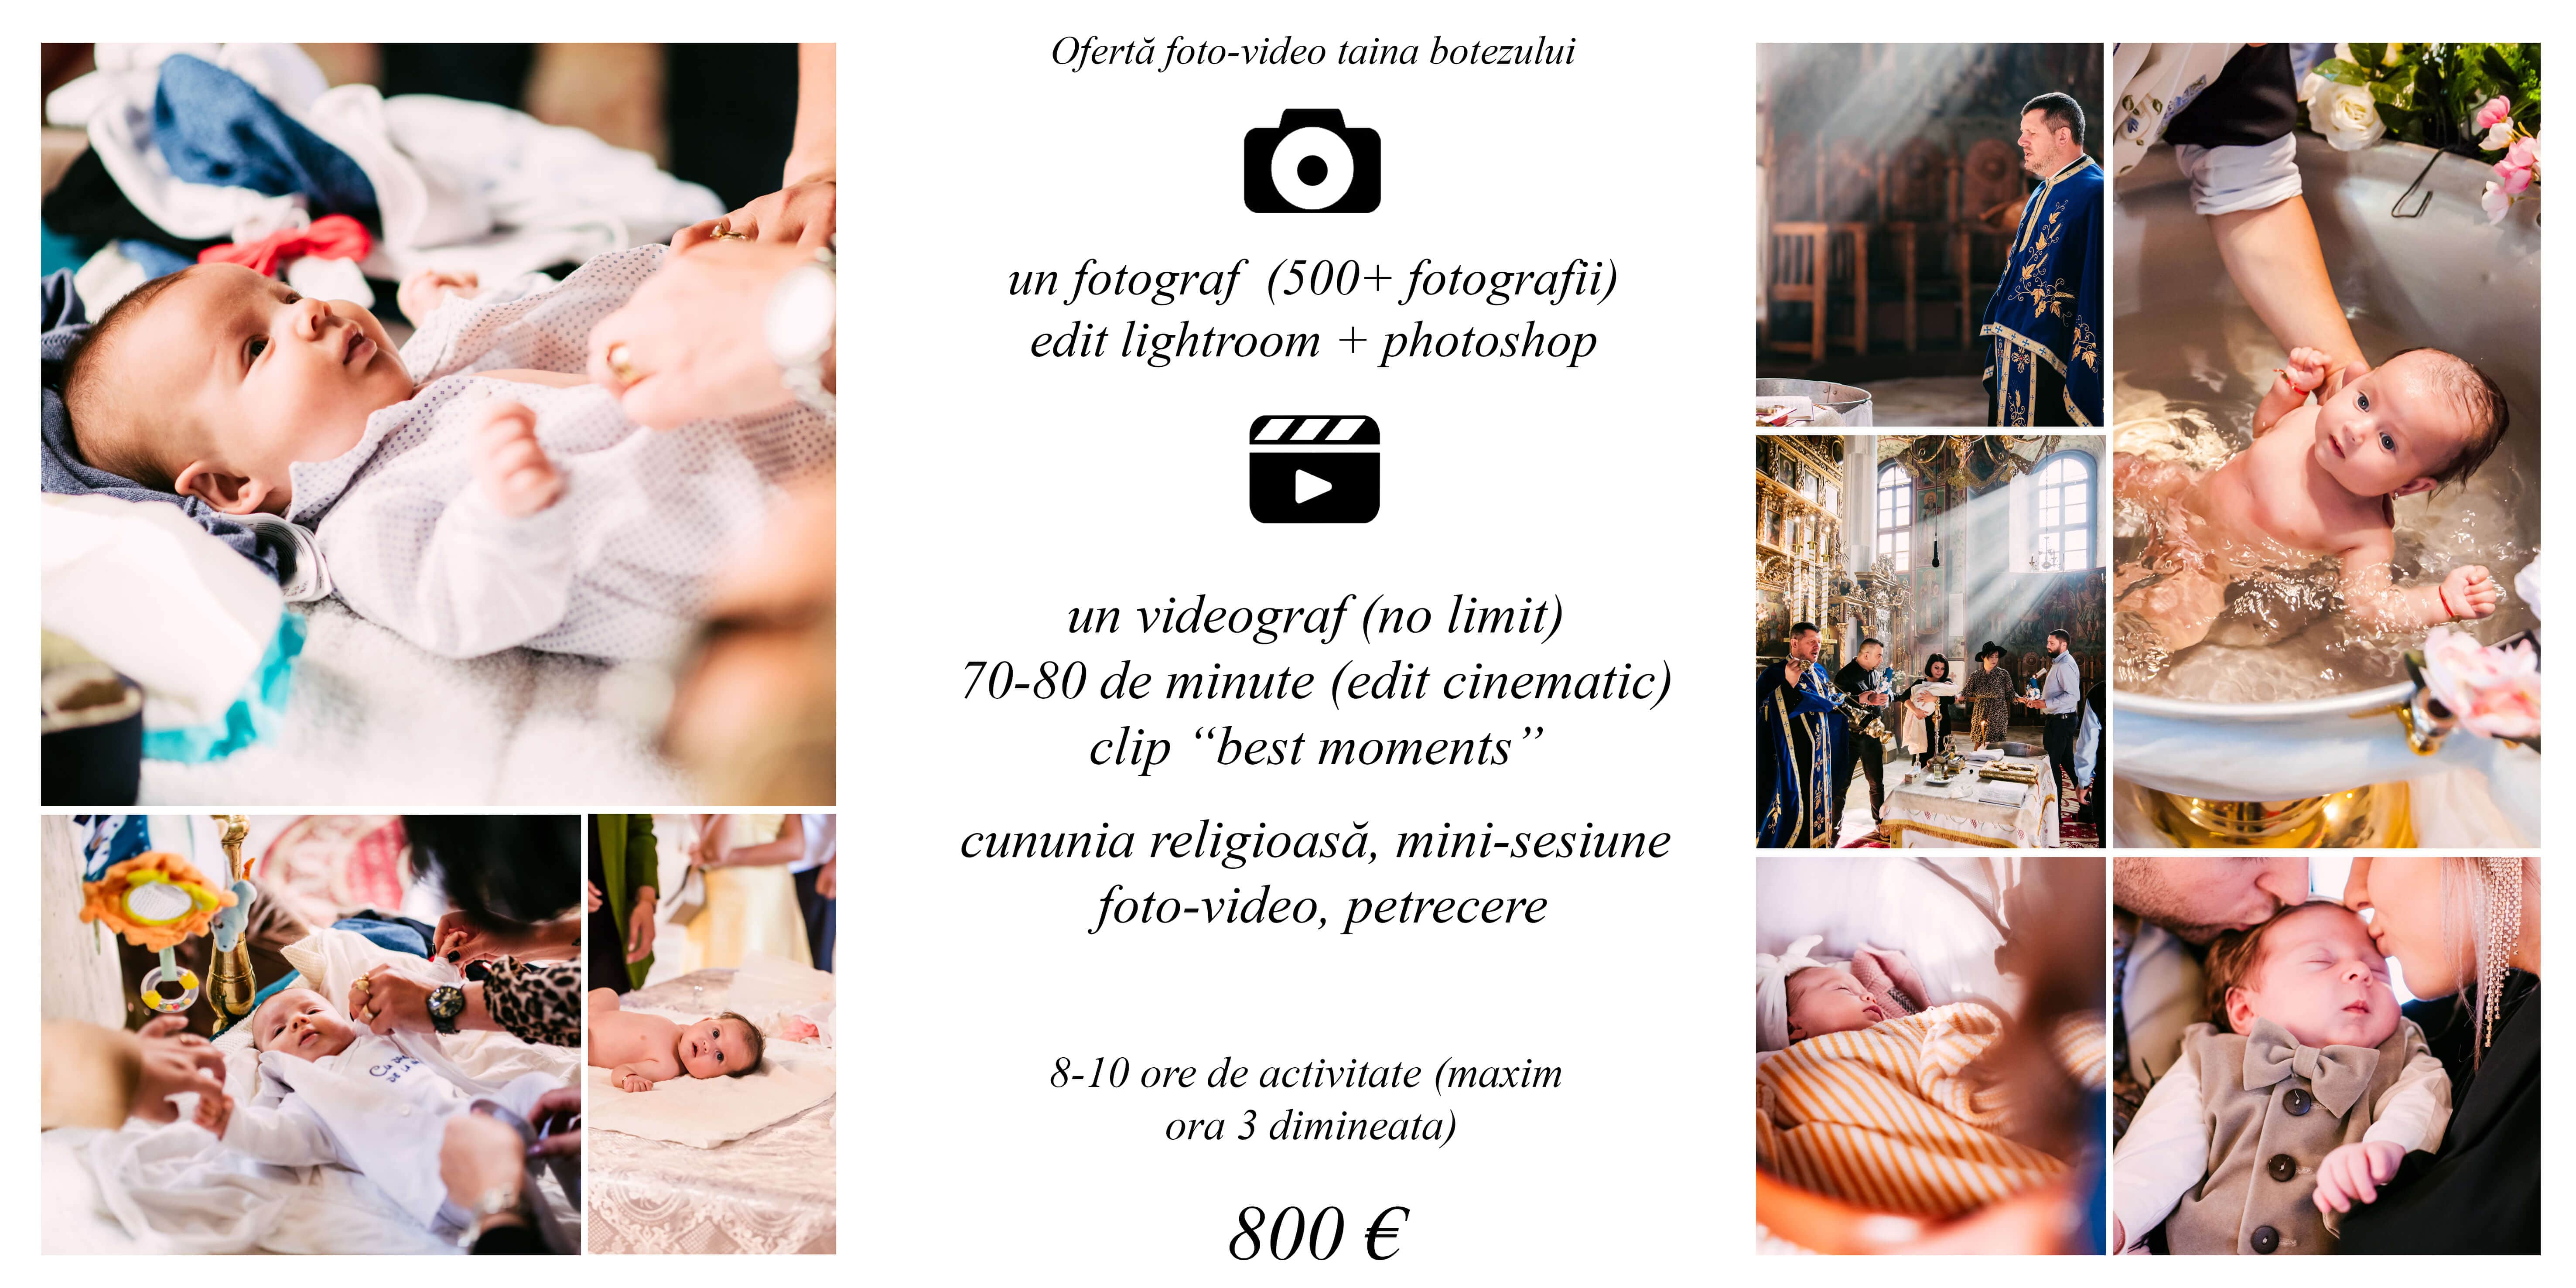 Ofertă foto-video taina botezului
un fotograf (500+ fotografii)
edit lightroom + photoshop
un videograf (no limit)
70-80 de minute (edit cinematic)
clip “best moments”
cununia religioasă, mini-sesiune
foto-video, petrecere
8-10 ore de activitate (maxim
ora 3 dimineata)
800 €